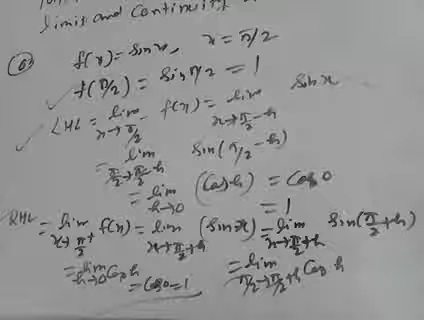 limis and continuity
(a) f(x) = sin x, x = π/2
f(π/2) = sin π/2 = 1
LHL = lim x→π/2⁻ f(x) = lim x→π/2-h sin x
= lim π/2→π/2-h sin(π/2-h)
= lim h→0 (Cos h) = Cos 0
= 1
RHL = lim x→π/2⁺ f(x) = lim x→π/2+h (sin x) = lim x→π/2+h sin(π/2+h)
= lim h→0 Cos h = Cos 0 = 1 = lim π/2→π/2+h Cos h